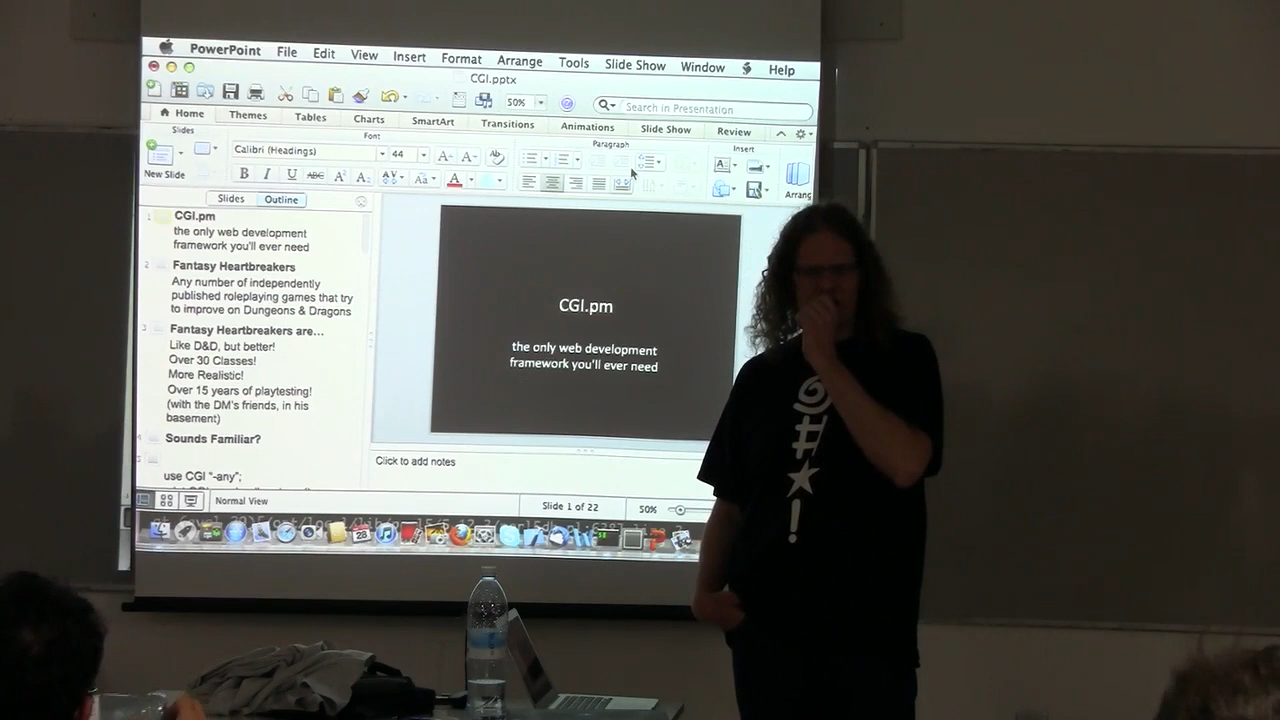 PowerPoint File Edit View Insert Format Arrange Tools Slide Show Window Help
CGI.pptx
50% Search in Presentation
Home Themes Tables Charts SmartArt Transitions Animations Slide Show Review
Slides Font Paragraph Insert
Calibri (Headings) 44
New Slide B I U ABC A A Aa A Arrang
Slides Outline
1 CGI.pm
the only web development
framework you'll ever need
2 Fantasy Heartbreakers
Any number of independently
published roleplaying games that try
to improve on Dungeons & Dragons
3 Fantasy Heartbreakers are...
Like D&D, but better!
Over 30 Classes!
More Realistic!
Over 15 years of playtesting!
(with the DM's friends, in his
basement)
4 Sounds Familiar?
5
use CGI "-any";
CGI.pm
the only web development
framework you'll ever need
Click to add notes
Normal View Slide 1 of 22 50%
28
@#★!